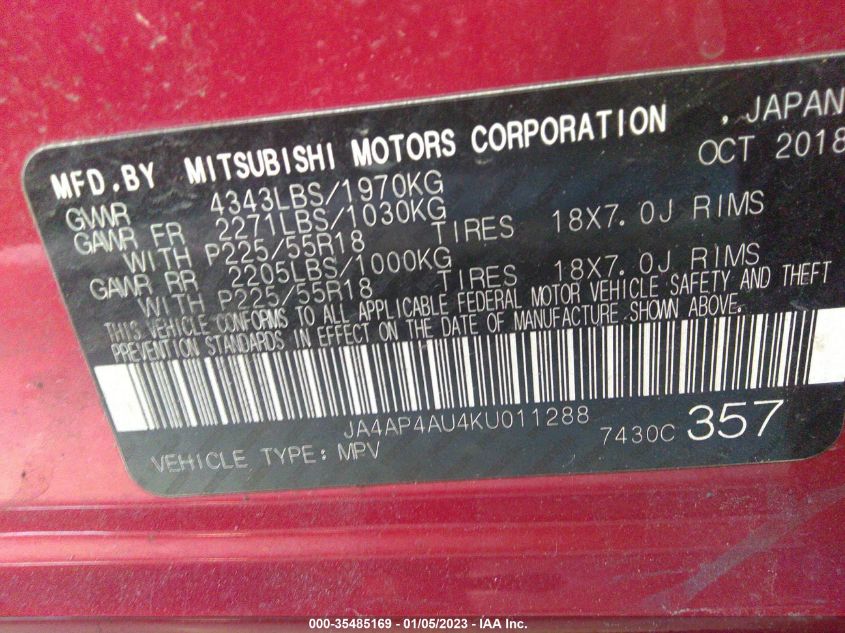 MFD.BY MITSUBISHI MOTORS CORPORATION , JAPAN
OCT 2018
GVWR 4343LBS/1970KG
GAWR FR 2271LBS/1030KG
WITH P225/55R18 TIRES 18X7.0J RIMS
GAWR RR 2205LBS/1000KG
WITH P225/55R18 TIRES 18X7.0J RIMS
THIS VEHICLE CONFORMS TO ALL APPLICABLE FEDERAL MOTOR VEHICLE SAFETY AND THEFT
PREVENTION STANDARDS IN EFFECT ON THE DATE OF MANUFACTURE SHOWN ABOVE.
JA4AP4AU4KU011288
VEHICLE TYPE: MPV 7430C 357
000-35485169 - 01/05/2023 - IAA Inc.